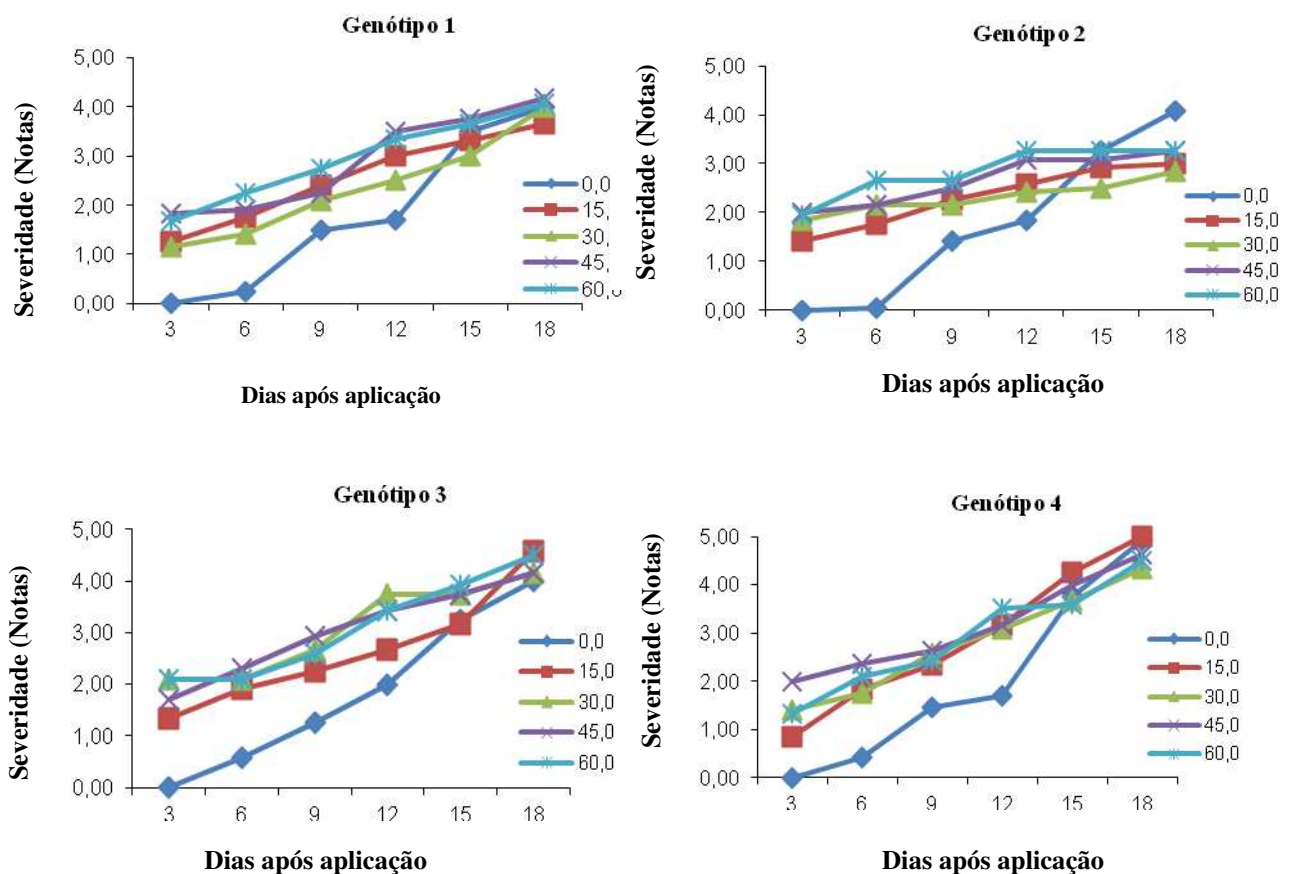 Genótipo 1
Severidade (Notas)
5,00
4,00
3,00
2,00
1,00
0,00
3 6 9 12 15 18
0,0
15,
30,
45,
60,
Dias após aplicação
Genótipo 2
Severidade (Notas)
5,00
4,00
3,00
2,00
1,00
0,00
3 6 9 12 15 18
0,0
15,0
30,0
45,0
60,0
Dias após aplicação
Genótipo 3
Severidade (Notas)
5,00
4,00
3,00
2,00
1,00
0,00
3 6 9 12 15 18
0,0
15,0
30,0
45,0
60,0
Dias após aplicação
Genótipo 4
Severidade (Notas)
5,00
4,00
3,00
2,00
1,00
0,00
3 6 9 12 15 18
0,0
15,0
30,0
45,0
60,0
Dias após aplicação